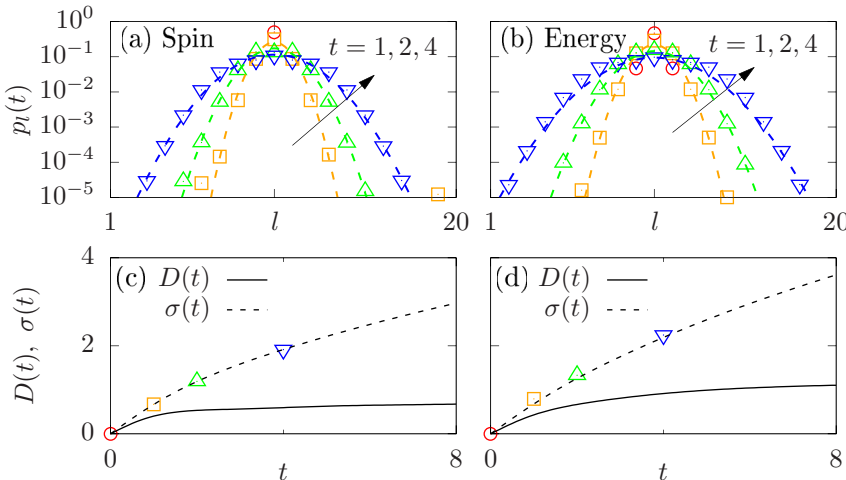 (a) Spin
t = 1, 2, 4
(b) Energy
t = 1, 2, 4
p_l(t)
10^0
10^{-1}
10^{-2}
10^{-3}
10^{-4}
10^{-5}
1
l
20
1
l
20
(c) D(t)
σ(t)
(d) D(t)
σ(t)
D(t), σ(t)
4
2
0
0
t
8
0
t
8